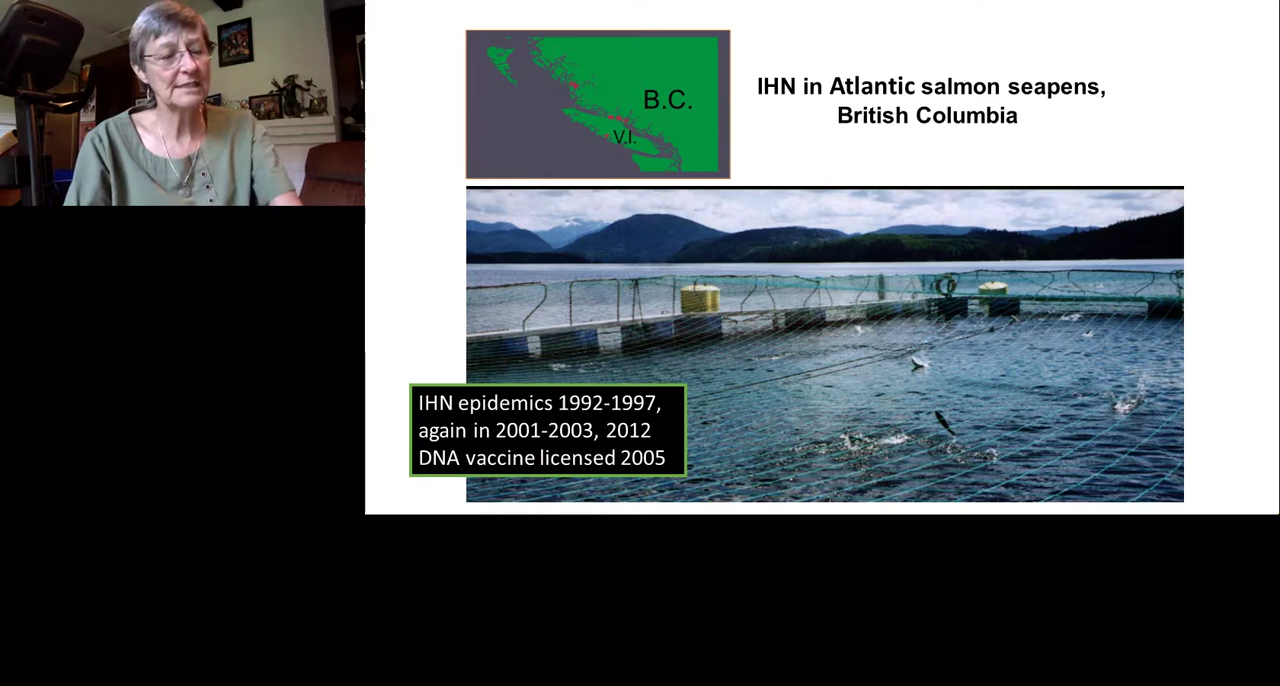 B.C.
V.I.
IHN in Atlantic salmon seapens,
British Columbia
IHN epidemics 1992-1997,
again in 2001-2003, 2012
DNA vaccine licensed 2005